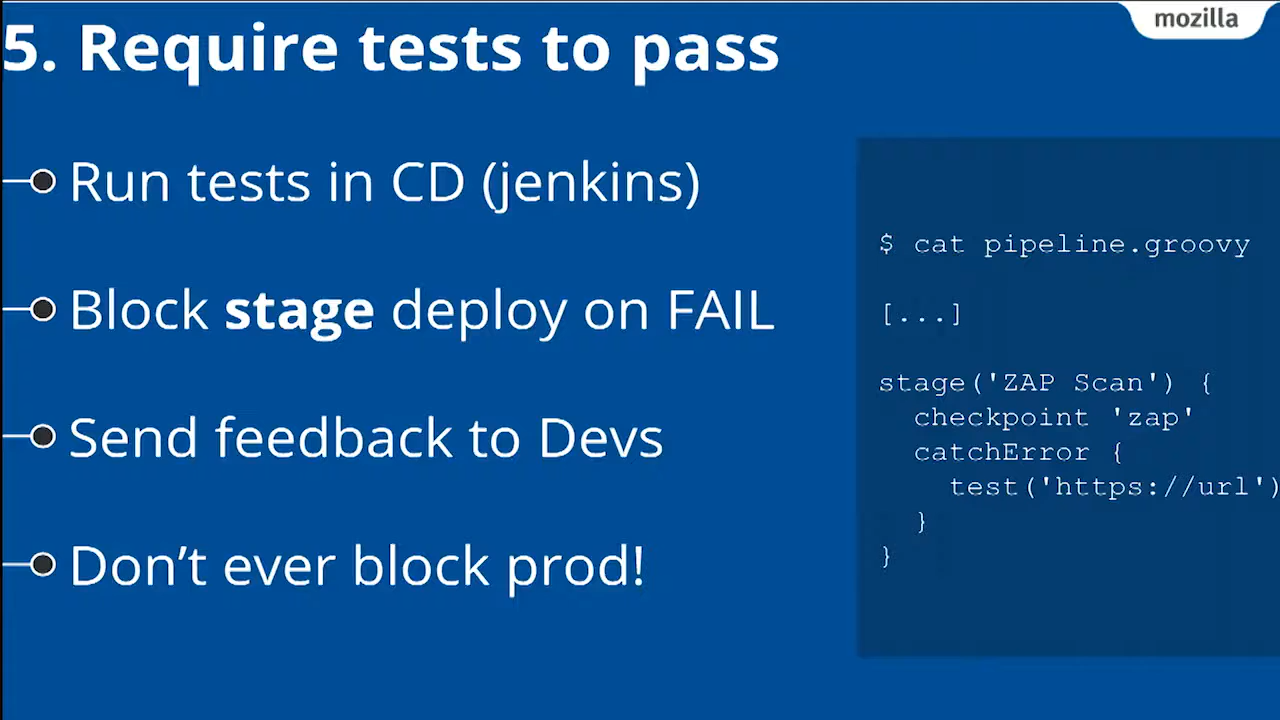 mozilla
5. Require tests to pass
Run tests in CD (jenkins)
Block stage deploy on FAIL
Send feedback to Devs
Don’t ever block prod!
$ cat pipeline.groovy
[...]
stage('ZAP Scan') {
  checkpoint 'zap'
  catchError {
    test('https://url')
  }
}